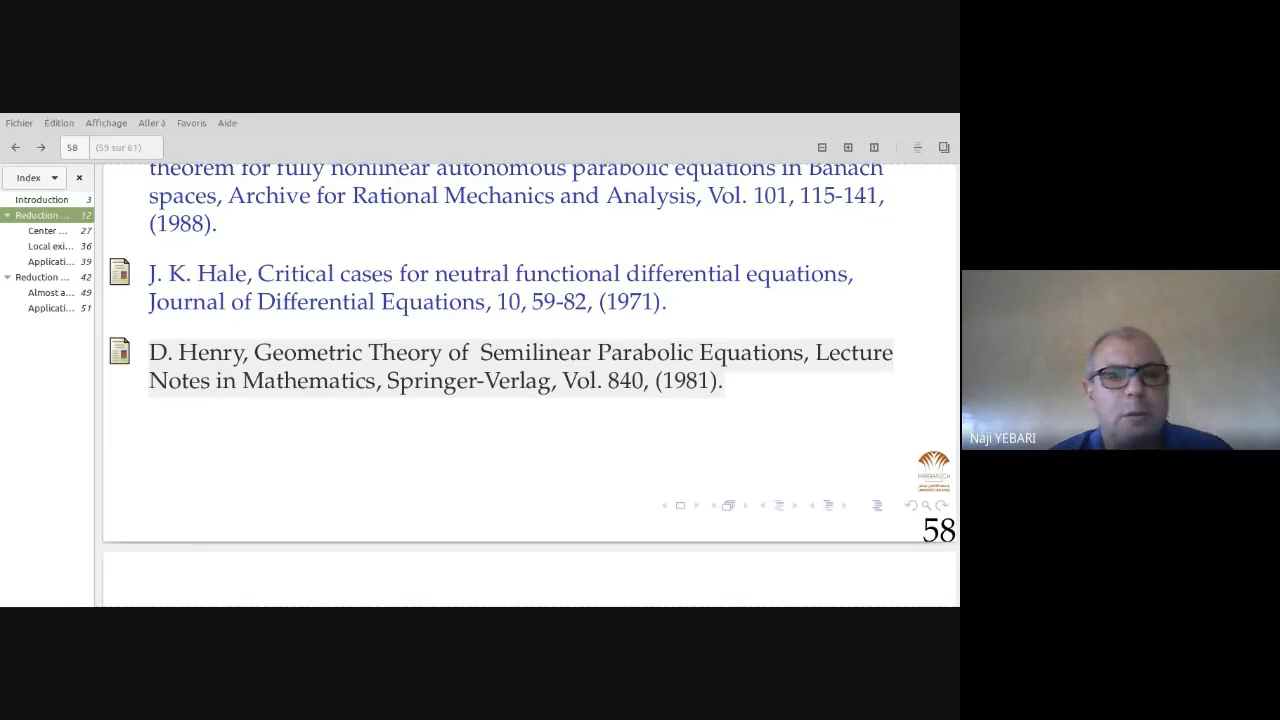 Fichier Édition Affichage Aller à Favoris Aide
58 (59 sur 61)
Index
Introduction 3
Reduction ... 12
Center ... 27
Local exi... 36
Applicati... 39
Reduction ... 42
Almost a... 49
Applicati... 51
theorem for fully nonlinear autonomous parabolic equations in Banach
spaces, Archive for Rational Mechanics and Analysis, Vol. 101, 115-141,
(1988).
J. K. Hale, Critical cases for neutral functional differential equations,
Journal of Differential Equations, 10, 59-82, (1971).
D. Henry, Geometric Theory of Semilinear Parabolic Equations, Lecture
Notes in Mathematics, Springer-Verlag, Vol. 840, (1981).
MARRAKECH
58
Naji YEBARI